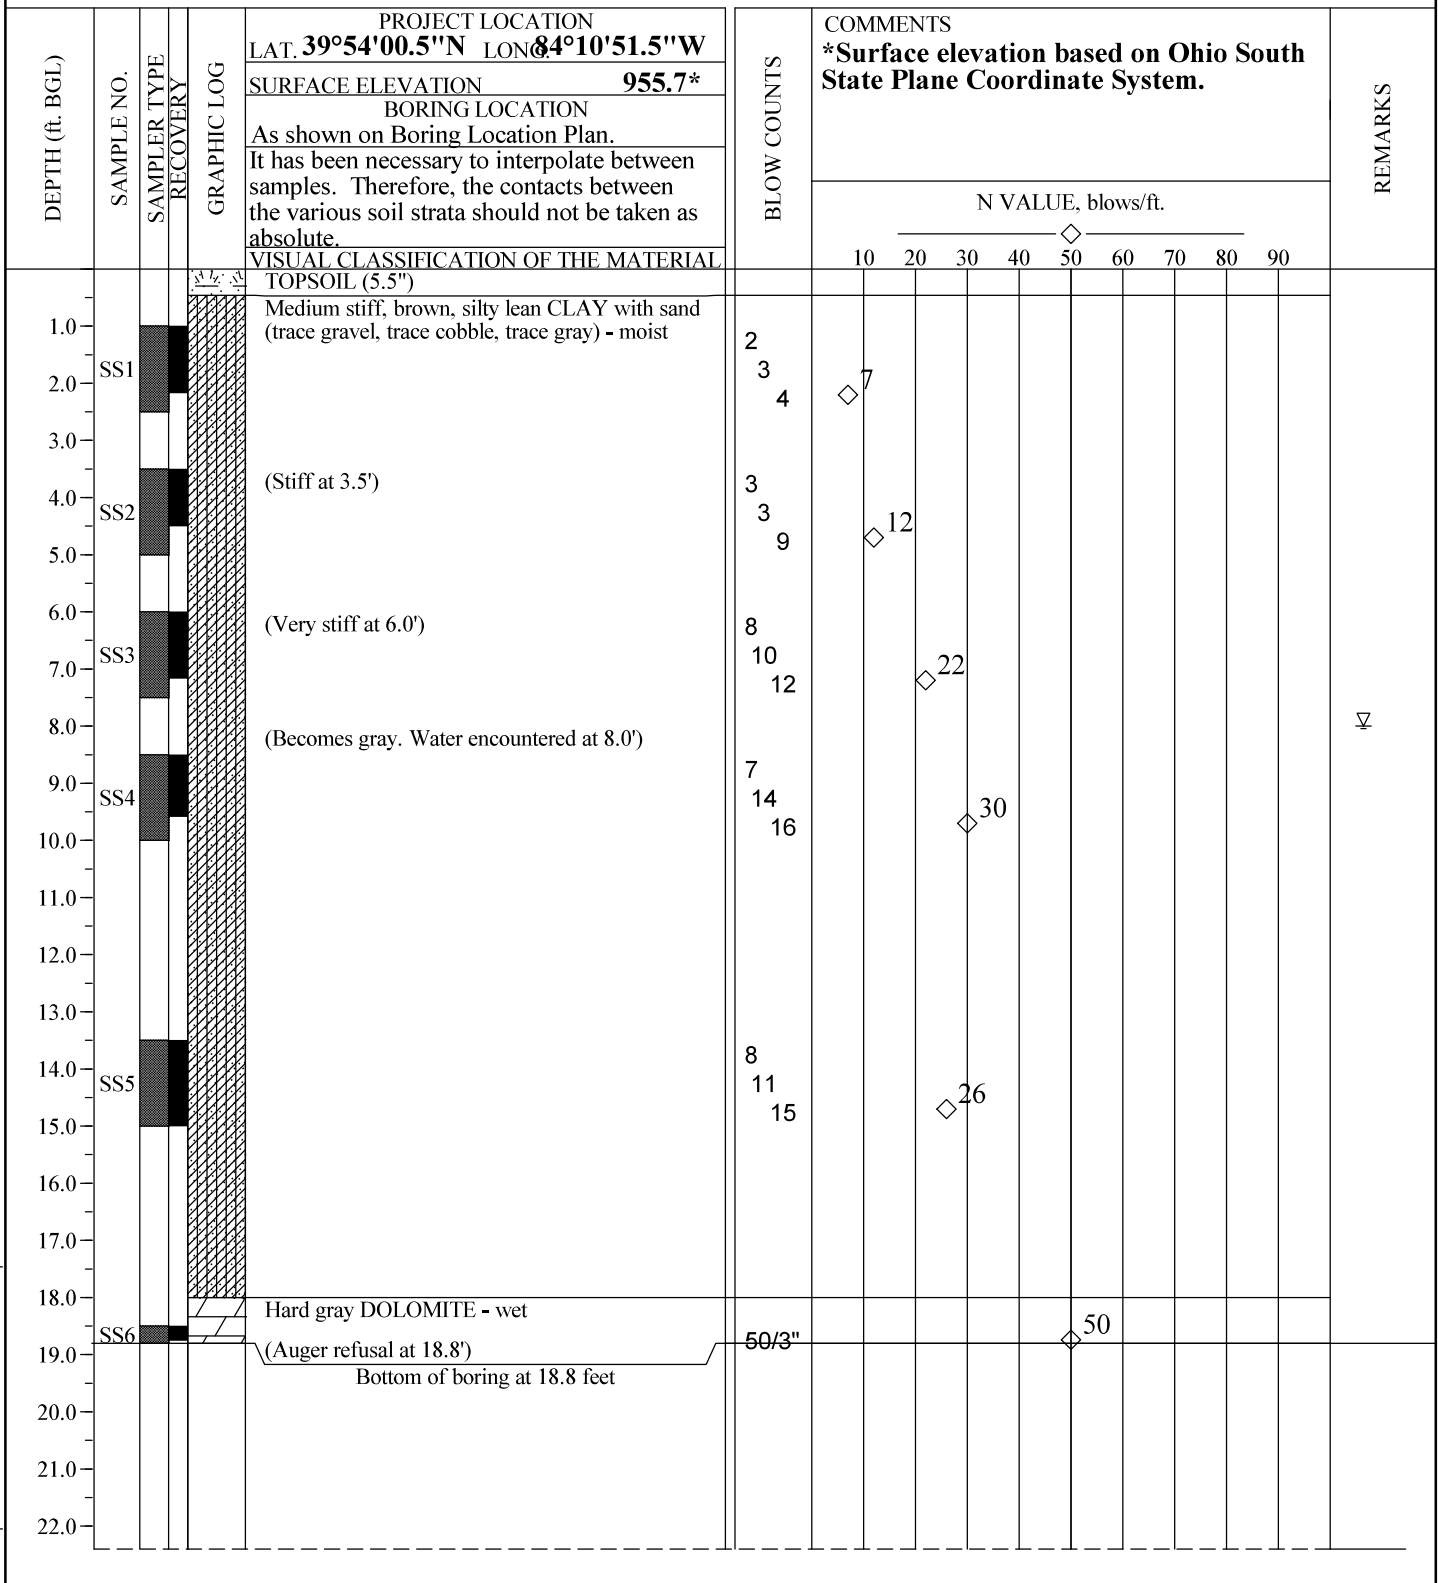 DEPTH (ft. BGL)
SAMPLE NO.
SAMPLER TYPE
RECOVERY
GRAPHIC LOG
PROJECT LOCATION
LAT. 39°54'00.5"N LONG. 84°10'51.5"W
SURFACE ELEVATION 955.7*
BORING LOCATION
As shown on Boring Location Plan.
It has been necessary to interpolate between
samples. Therefore, the contacts between
the various soil strata should not be taken as
absolute.
VISUAL CLASSIFICATION OF THE MATERIAL
BLOW COUNTS
COMMENTS
*Surface elevation based on Ohio South
State Plane Coordinate System.
N VALUE, blows/ft.
10 20 30 40 50 60 70 80 90
REMARKS
TOPSOIL (5.5")
Medium stiff, brown, silty lean CLAY with sand
1.0
(trace gravel, trace cobble, trace gray) - moist
2
SS1
3
2.0
7
4
3.0
(Stiff at 3.5')
3
4.0
SS2
3
12
9
5.0
6.0
(Very stiff at 6.0')
8
SS3
10
7.0
22
12
8.0
(Becomes gray. Water encountered at 8.0')
7
9.0
SS4
14
30
16
10.0
11.0
12.0
13.0
8
14.0
SS5
11
26
15
15.0
16.0
17.0
18.0
Hard gray DOLOMITE - wet
SS6
50/3"
50
19.0
(Auger refusal at 18.8')
Bottom of boring at 18.8 feet
20.0
21.0
22.0